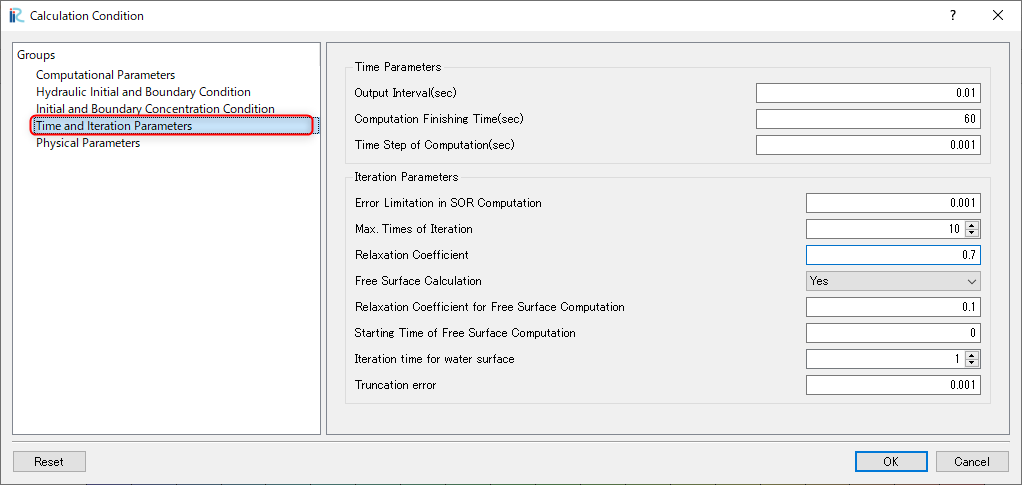 iRiC Calculation Condition ?
Groups
Computational Parameters
Hydraulic Initial and Boundary Condition
Initial and Boundary Concentration Condition
Time and Iteration Parameters
Physical Parameters
Time Parameters
Output Interval(sec) 0.01
Computation Finishing Time(sec) 60
Time Step of Computation(sec) 0.001
Iteration Parameters
Error Limitation in SOR Computation 0.001
Max. Times of Iteration 10
Relaxation Coefficient 0.7
Free Surface Calculation Yes
Relaxation Coefficient for Free Surface Computation 0.1
Starting Time of Free Surface Computation 0
Iteration time for water surface 1
Truncation error 0.001
Reset OK Cancel